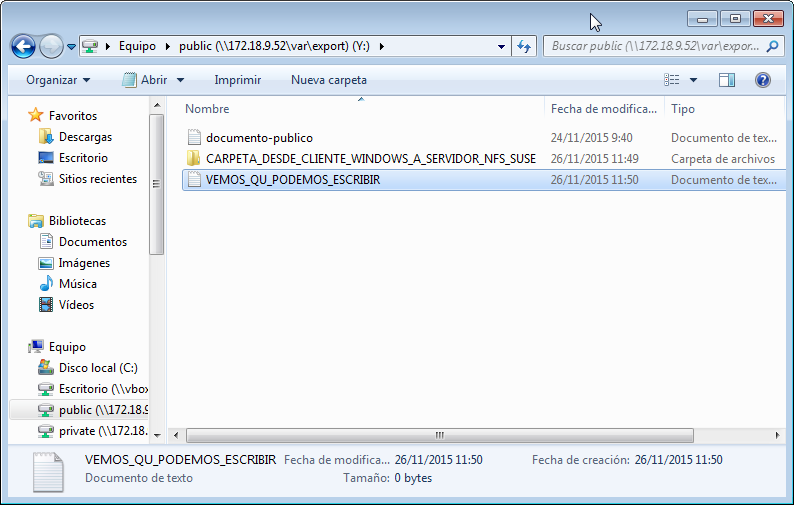 Equipo ▸ public (\\172.18.9.52\var\export) (Y:) ▸
Buscar public (\\172.18.9.52\var\expor...
Organizar Abrir Imprimir Nueva carpeta
Favoritos
Descargas
Escritorio
Sitios recientes
Bibliotecas
Documentos
Imágenes
Música
Vídeos
Equipo
Disco local (C:)
Escritorio (\\vbox
public (\\172.18.9
private (\\172.18.
Nombre Fecha de modifica... Tipo
documento-publico 24/11/2015 9:40 Documento de tex...
CARPETA_DESDE_CLIENTE_WINDOWS_A_SERVIDOR_NFS_SUSE 26/11/2015 11:49 Carpeta de archivos
VEMOS_QU_PODEMOS_ESCRIBIR 26/11/2015 11:50 Documento de tex...
VEMOS_QU_PODEMOS_ESCRIBIR Fecha de modifica... 26/11/2015 11:50 Fecha de creación: 26/11/2015 11:50
Documento de texto Tamaño: 0 bytes